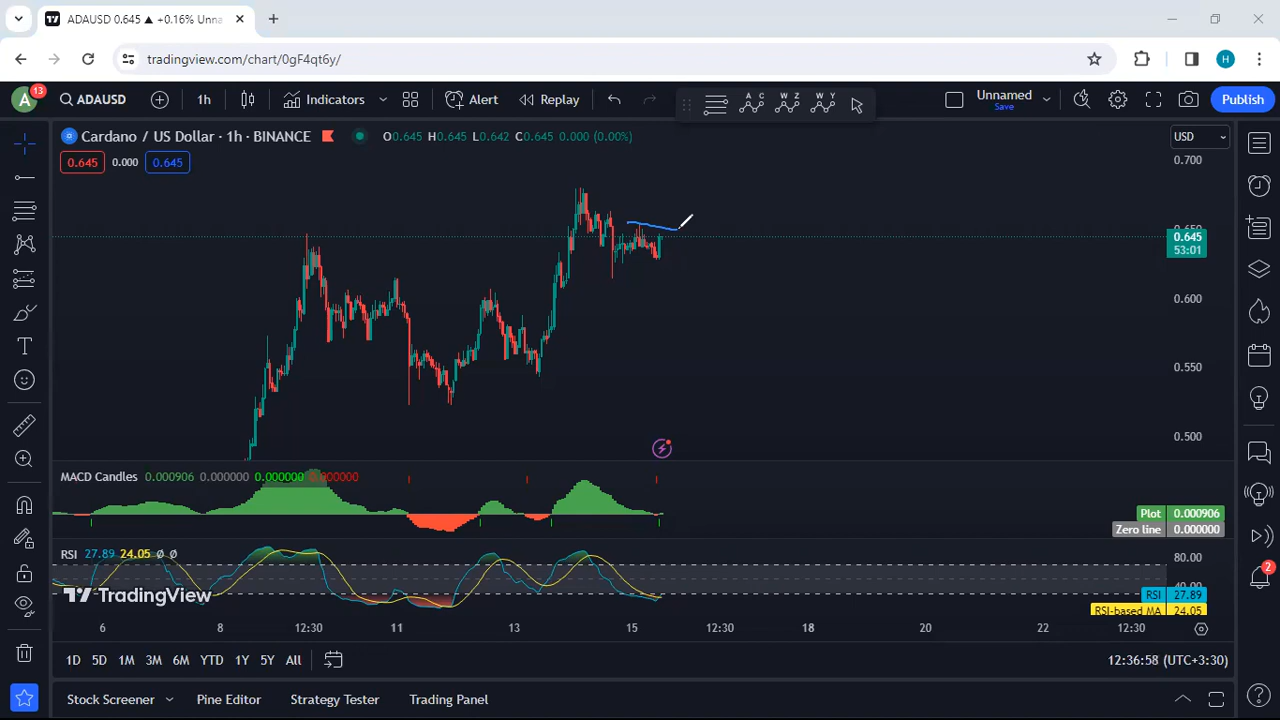 ADAUSD 0.645 ▲ +0.16% Unna
tradingview.com/chart/0gF4qt6y/
A 13 ADAUSD 1h Indicators Alert Replay A C W Z W Y Unnamed Save Publish
Cardano / US Dollar · 1h · BINANCE O0.645 H0.645 L0.642 C0.645 0.000 (0.00%) USD
0.645 0.000 0.645
0.700
0.645
53:01
0.600
0.550
0.500
MACD Candles 0.000906 0.000000 0.000000 0.000000
Plot 0.000906
Zero line 0.000000
RSI 27.89 24.05 Ø Ø 80.00
RSI 27.89
RSI-based MA 24.05
TradingView
6 8 12:30 11 13 15 12:30 18 20 22 12:30
1D 5D 1M 3M 6M YTD 1Y 5Y All 12:36:58 (UTC+3:30)
Stock Screener Pine Editor Strategy Tester Trading Panel
H
2